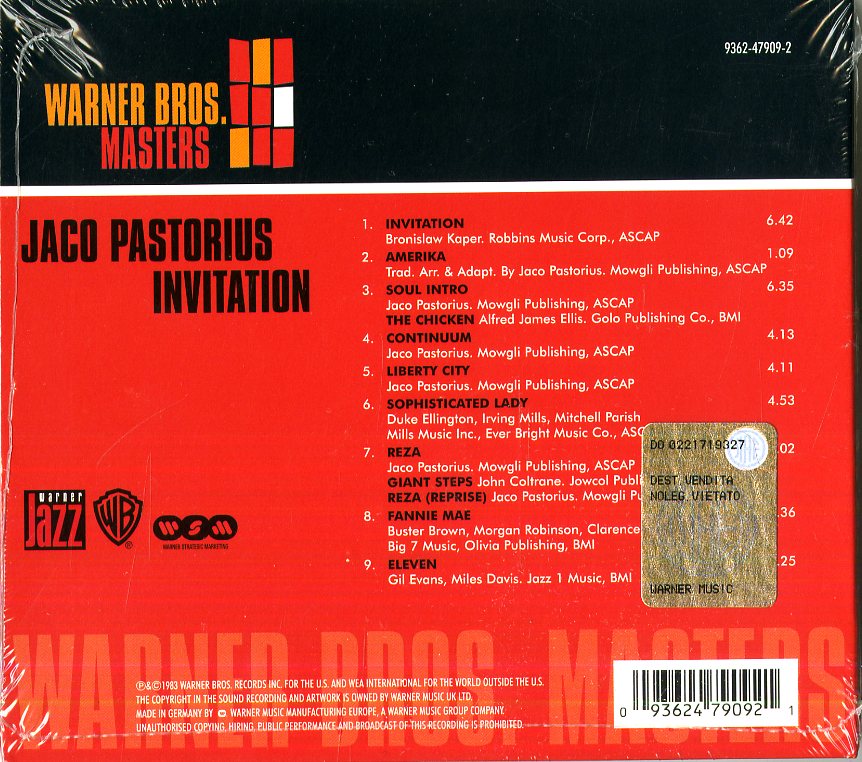 9362-47909-2
WARNER BROS.
MASTERS
JACO PASTORIUS
INVITATION
1. INVITATION 6.42
Bronislaw Kaper. Robbins Music Corp., ASCAP
2. AMERIKA 1.09
Trad. Arr. & Adapt. By Jaco Pastorius. Mowgli Publishing, ASCAP
3. SOUL INTRO 6.35
Jaco Pastorius. Mowgli Publishing, ASCAP
THE CHICKEN Alfred James Ellis. Golo Publishing Co., BMI
4. CONTINUUM 4.13
Jaco Pastorius. Mowgli Publishing, ASCAP
5. LIBERTY CITY 4.11
Jaco Pastorius. Mowgli Publishing, ASCAP
6. SOPHISTICATED LADY 4.53
Duke Ellington, Irving Mills, Mitchell Parish
Mills Music Inc., Ever Bright Music Co., ASC
7. REZA .02
Jaco Pastorius. Mowgli Publishing, ASCAP
GIANT STEPS John Coltrane. Jowcol Publi
REZA (REPRISE) Jaco Pastorius. Mowgli Pu
8. FANNIE MAE .36
Buster Brown, Morgan Robinson, Clarence
Big 7 Music, Olivia Publishing, BMI
9. ELEVEN .25
Gil Evans, Miles Davis. Jazz 1 Music, BMI
DO 0221719327
SIAE
DEST.VENDITA
NOLEG.VIETATO
WARNER MUSIC
warner
Jazz
WB
®
WSM
WARNER STRATEGIC MARKETING
WARNER BROS. MASTERS
℗&©1983 WARNER BROS. RECORDS INC. FOR THE U.S. AND WEA INTERNATIONAL FOR THE WORLD OUTSIDE THE U.S.
THE COPYRIGHT IN THE SOUND RECORDING AND ARTWORK IS OWNED BY WARNER MUSIC UK LTD.
MADE IN GERMANY BY WARNER MUSIC MANUFACTURING EUROPE, A WARNER MUSIC GROUP COMPANY.
UNAUTHORISED COPYING, HIRING, PUBLIC PERFORMANCE AND BROADCAST OF THIS RECORDING IS PROHIBITED.
0 93624 79092 1